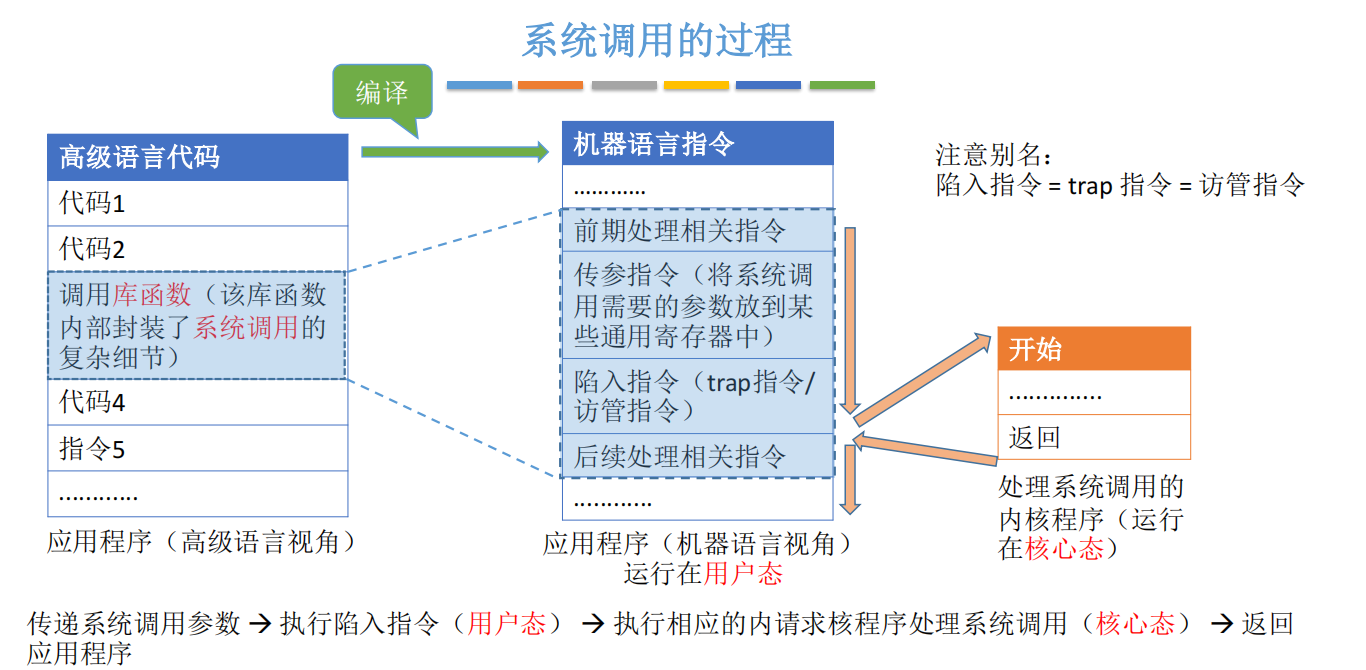 系统调用的过程
编译
高级语言代码
代码1
代码2
调用库函数（该库函数
内部封装了系统调用的
复杂细节）
代码4
指令5
…………
应用程序（高级语言视角）
机器语言指令
…………
前期处理相关指令
传参指令（将系统调
用需要的参数放到某
些通用寄存器中）
陷入指令（trap指令/
访管指令）
后续处理相关指令
…………
应用程序（机器语言视角）
运行在用户态
注意别名：
陷入指令 = trap 指令 = 访管指令
开始
……………
返回
处理系统调用的
内核程序（运行
在核心态）
传递系统调用参数 → 执行陷入指令（用户态） → 执行相应的内请求核程序处理系统调用（核心态） → 返回
应用程序